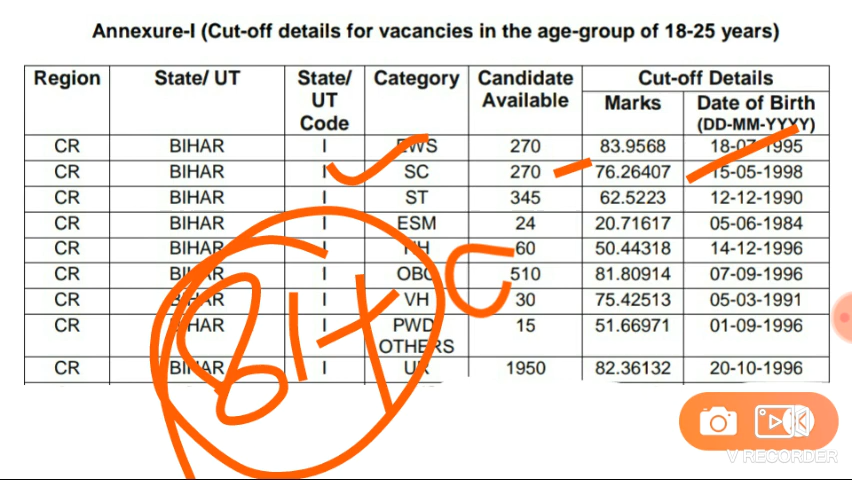 Annexure-I (Cut-off details for vacancies in the age-group of 18-25 years)
Region State/ UT State/ UT Code Category Candidate Available Cut-off Details
Marks Date of Birth (DD-MM-YYYY)
CR BIHAR I EWS 270 83.9568 18-07-1995
CR BIHAR I SC 270 76.26407 15-05-1998
CR BIHAR I ST 345 62.5223 12-12-1990
CR BIHAR I ESM 24 20.71617 05-06-1984
CR BIHAR I HH 60 50.44318 14-12-1996
CR BIHAR I OBC 510 81.80914 07-09-1996
CR BIHAR I VH 30 75.42513 05-03-1991
CR BIHAR I PWD OTHERS 15 51.66971 01-09-1996
CR BIHAR I UR 1950 82.36132 20-10-1996
V RECORDER